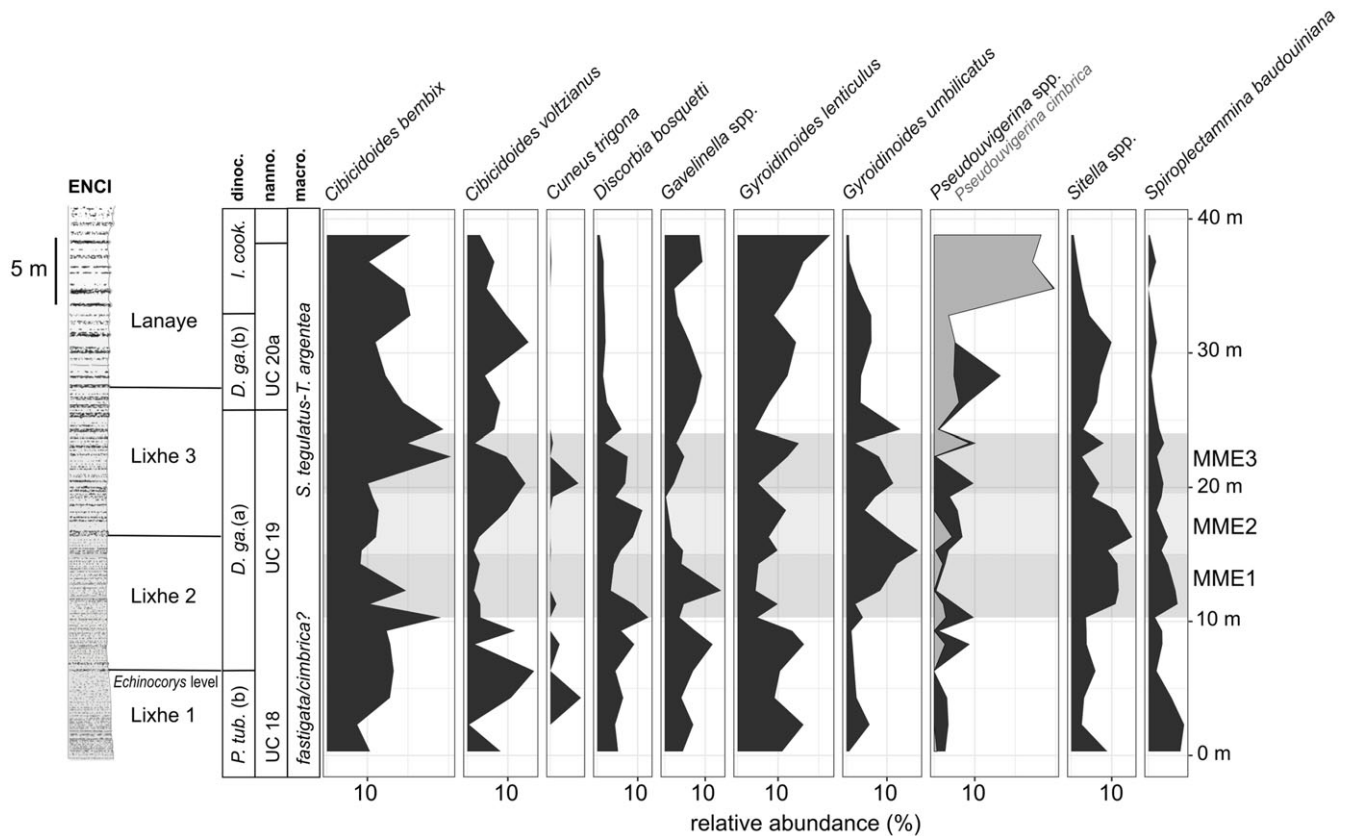 Cibicidoides bembix
Cibicidoides voltzianus
Cuneus trigona
Discorbia bosquetti
Gavelinella spp.
Gyroidinoides lenticulus
Gyroidinoides umbilicatus
Pseudouvigerina spp.
Pseudouvigerina cimbrica
Sitella spp.
Spiroplectammina baudouiniana
ENCI
dinoc.
nanno.
macro.
5 m
Lanaye
Lixhe 3
Lixhe 2
Echinocorys level
Lixhe 1
I. cook.
D. ga.(b)
D. ga.(a)
P. tub. (b)
UC 20a
UC 19
UC 18
S. tegulatus-T. argentea
fastigata/cimbrica?
40 m
30 m
MME3
20 m
MME2
MME1
10 m
0 m
10 10 10 10 10 10 10 10
relative abundance (%)